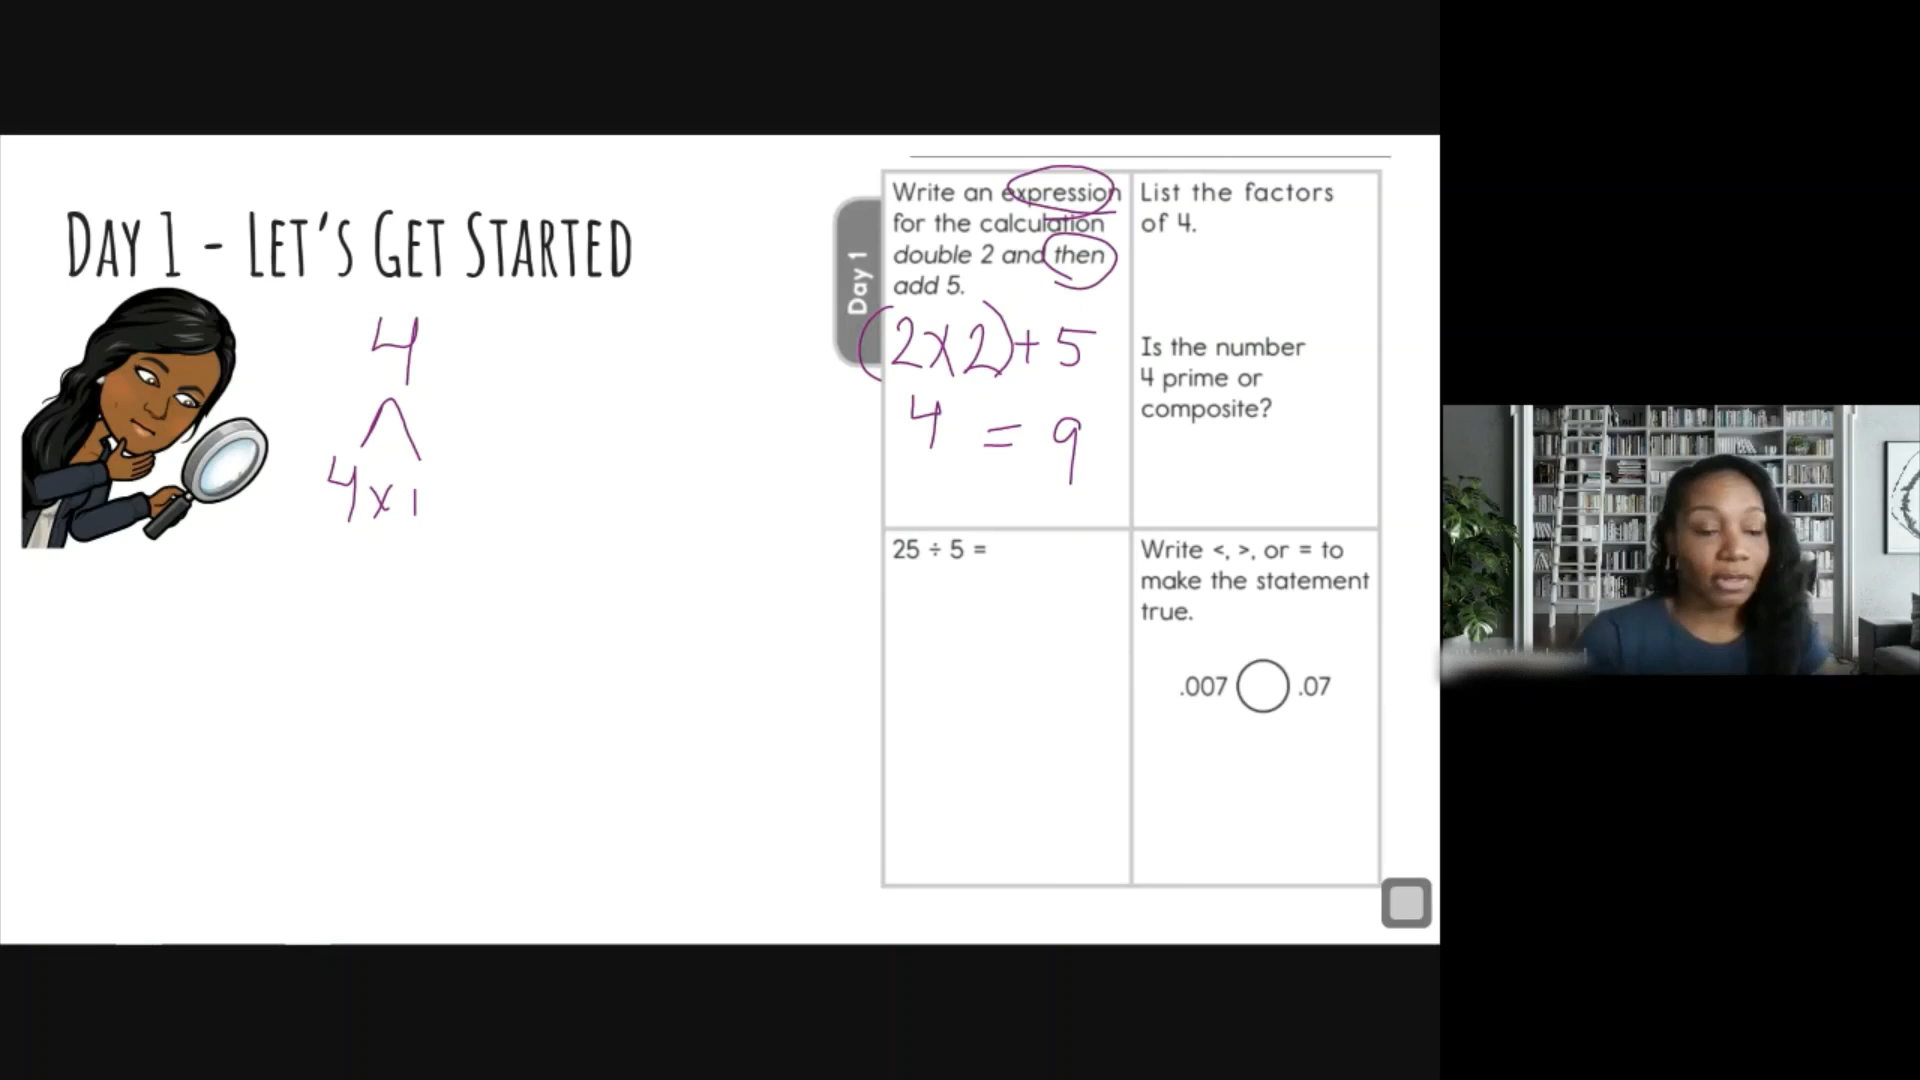 DAY 1 - LET'S GET STARTED
4
4 x 1
Day 1
Write an expression
for the calculation
double 2 and then
add 5.
(2x2)+ 5
4 = 9
List the factors
of 4.
Is the number
4 prime or
composite?
25 ÷ 5 =
Write <, >, or = to
make the statement
true.
.007 .07